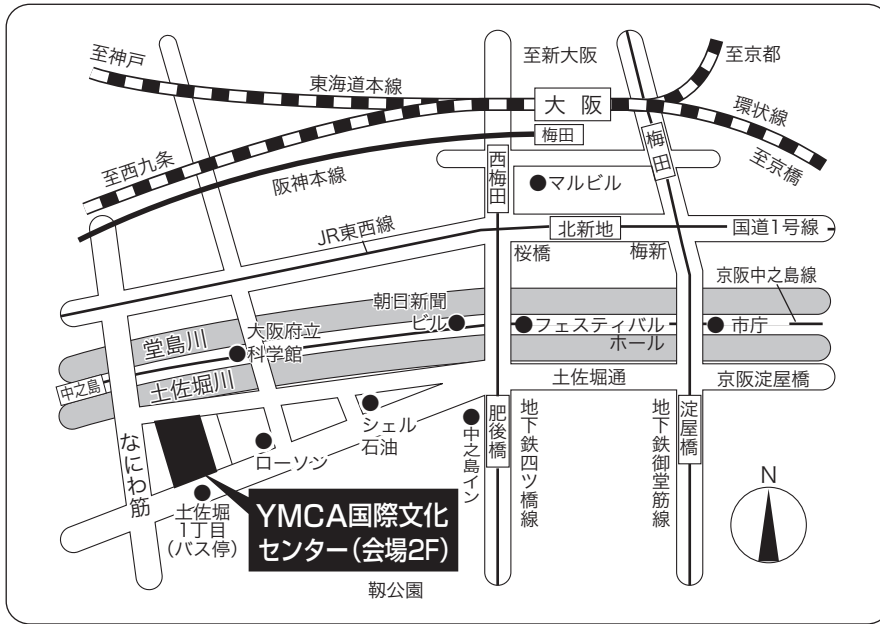 至神戸
東海道本線
至新大阪
至京都
大阪
環状線
梅田
梅田
至京橋
至西九条
阪神本線
西梅田
マルビル
JR東西線
北新地
国道1号線
桜橋
梅新
京阪中之島線
朝日新聞
ビル
フェスティバル
ホール
市庁
堂島川
大阪府立
科学館
中之島
土佐堀川
土佐堀通
京阪淀屋橋
なにわ筋
ローソン
シェル
石油
中之島イン
肥後橋
地下鉄四ツ橋線
地下鉄御堂筋線
淀屋橋
N
土佐堀
1丁目
(バス停)
YMCA国際文化
センター(会場2F)
靱公園